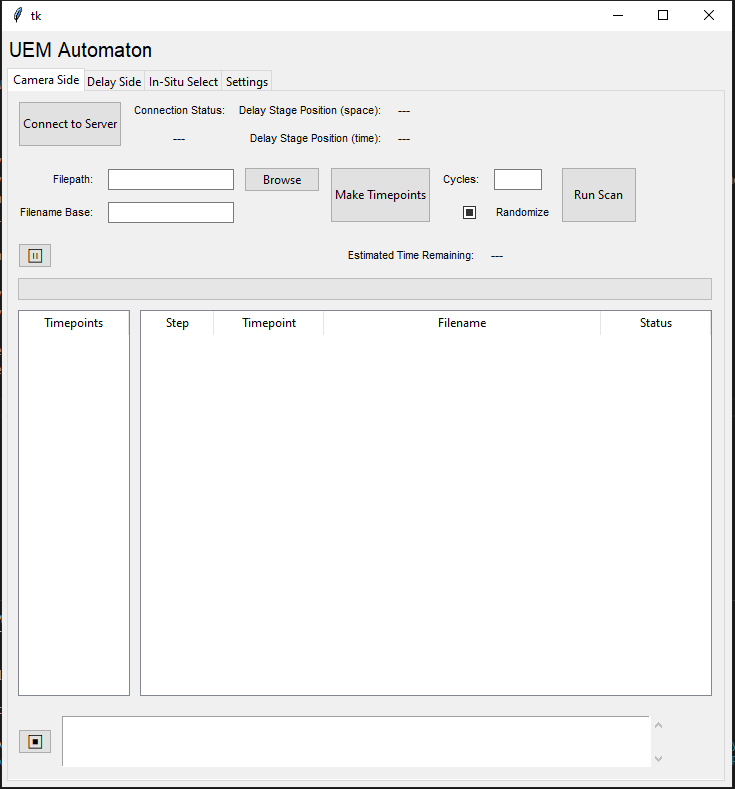 tk
UEM Automaton
Camera Side Delay Side In-Situ Select Settings
Connect to Server Connection Status: Delay Stage Position (space): ---
--- Delay Stage Position (time): ---
Filepath: Browse Make Timepoints Cycles: Run Scan
Filename Base: Randomize
Estimated Time Remaining: ---
Timepoints Step Timepoint Filename Status